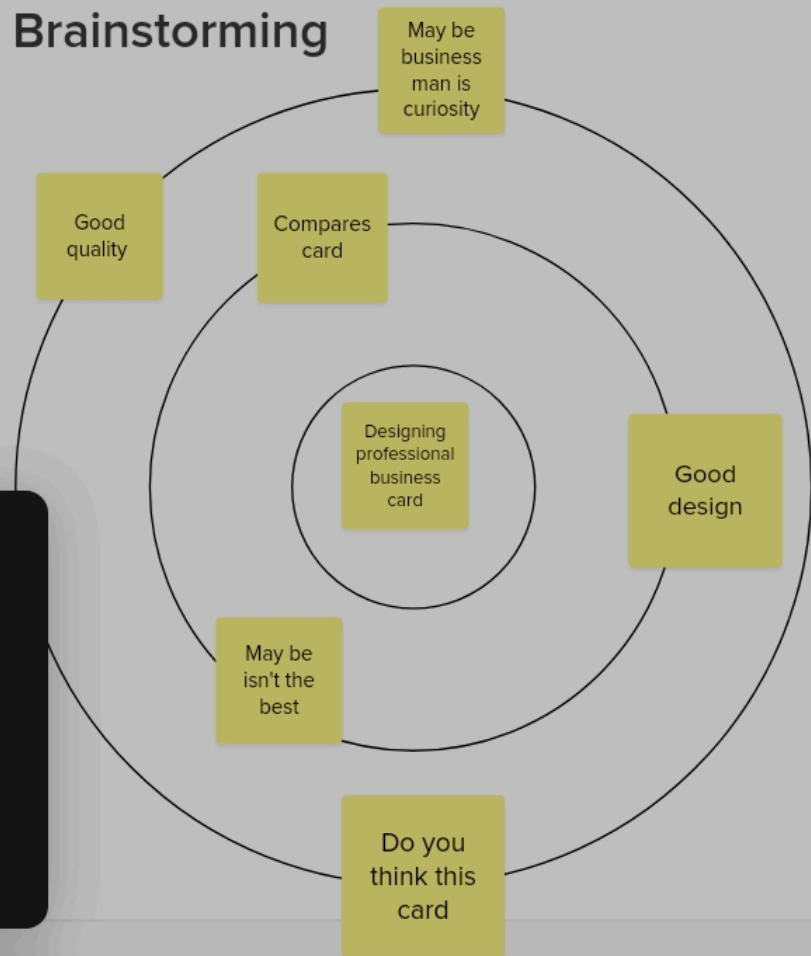 Brainstorming
May be
business
man is
curiosity
Good
quality
Compares
card
Designing
professional
business
card
Good
design
May be
isn't the
best
Do you
think this
card